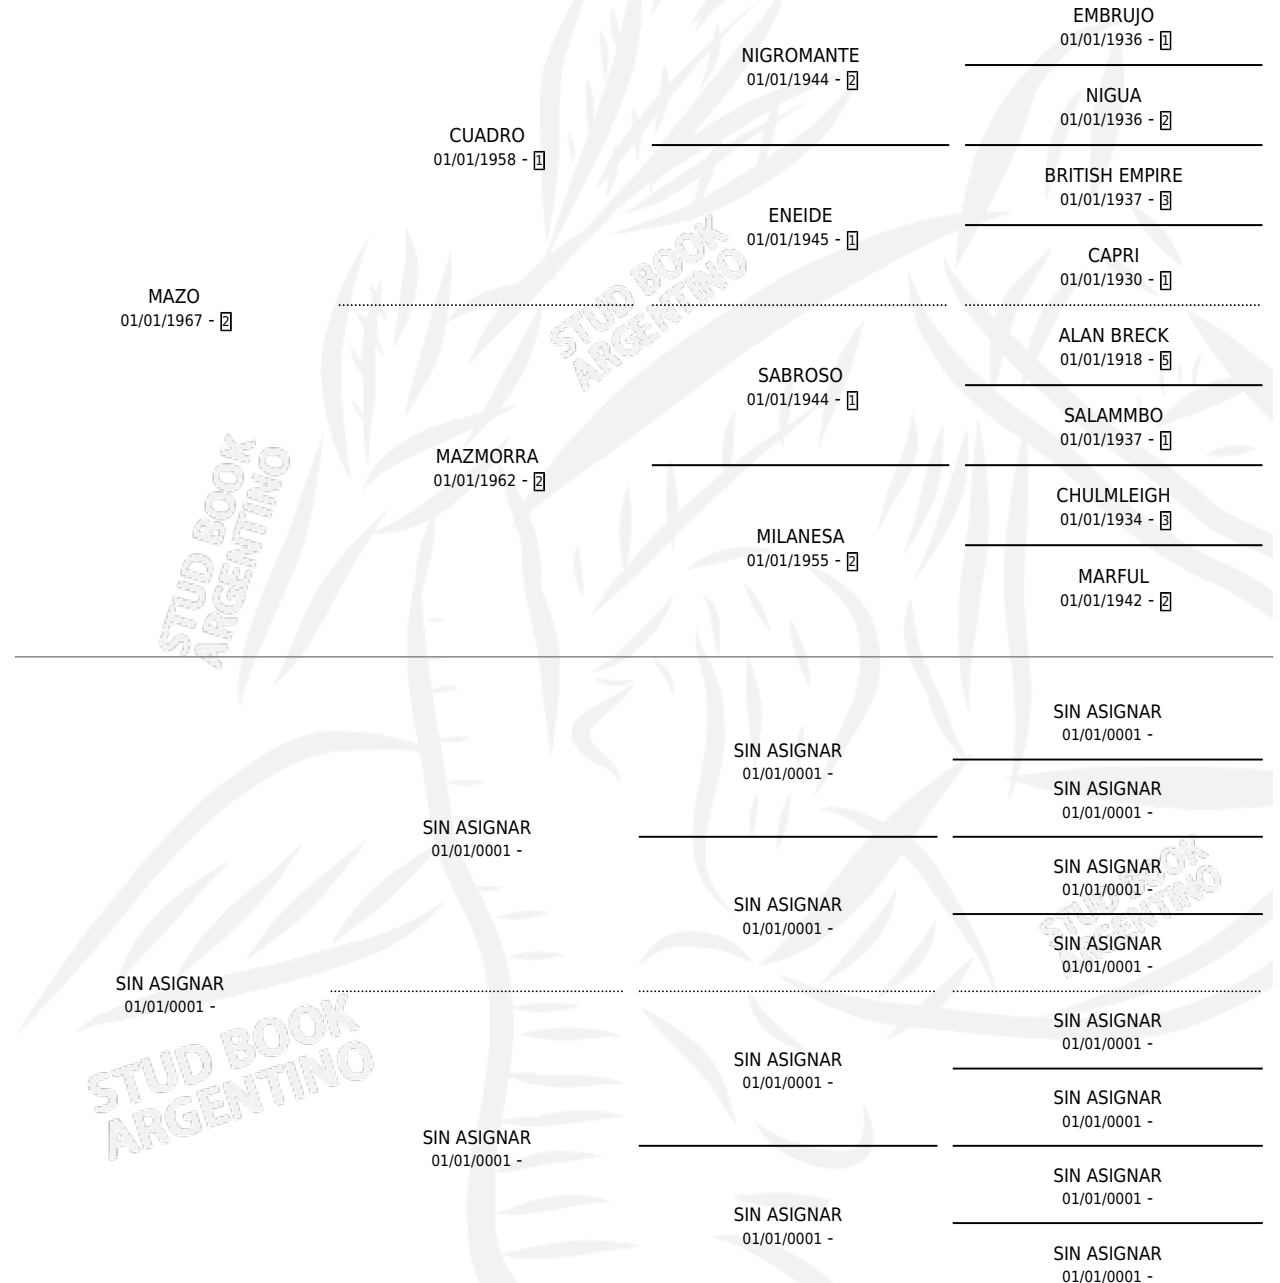 EMBRUJO
01/01/1936 - 1
NIGROMANTE
01/01/1944 - 2
NIGUA
01/01/1936 - 2
CUADRO
01/01/1958 - 1
BRITISH EMPIRE
01/01/1937 - 3
ENEIDE
01/01/1945 - 1
CAPRI
01/01/1930 - 1
MAZO
01/01/1967 - 2
ALAN BRECK
01/01/1918 - 5
SABROSO
01/01/1944 - 1
SALAMMBO
01/01/1937 - 1
MAZMORRA
01/01/1962 - 2
CHULMLEIGH
01/01/1934 - 3
MILANESA
01/01/1955 - 2
MARFUL
01/01/1942 - 2
STUD BOOK
ARGENTINO
STUD BOOK
ARGENTINO
SIN ASIGNAR
01/01/0001 -
SIN ASIGNAR
01/01/0001 -
SIN ASIGNAR
01/01/0001 -
SIN ASIGNAR
01/01/0001 -
SIN ASIGNAR
01/01/0001 -
SIN ASIGNAR
01/01/0001 -
SIN ASIGNAR
01/01/0001 -
SIN ASIGNAR
01/01/0001 -
SIN ASIGNAR
01/01/0001 -
SIN ASIGNAR
01/01/0001 -
SIN ASIGNAR
01/01/0001 -
SIN ASIGNAR
01/01/0001 -
SIN ASIGNAR
01/01/0001 -
SIN ASIGNAR
01/01/0001 -
SIN ASIGNAR
01/01/0001 -
STUD BOOK
ARGENTINO
STUD BOOK
ARGENTINO